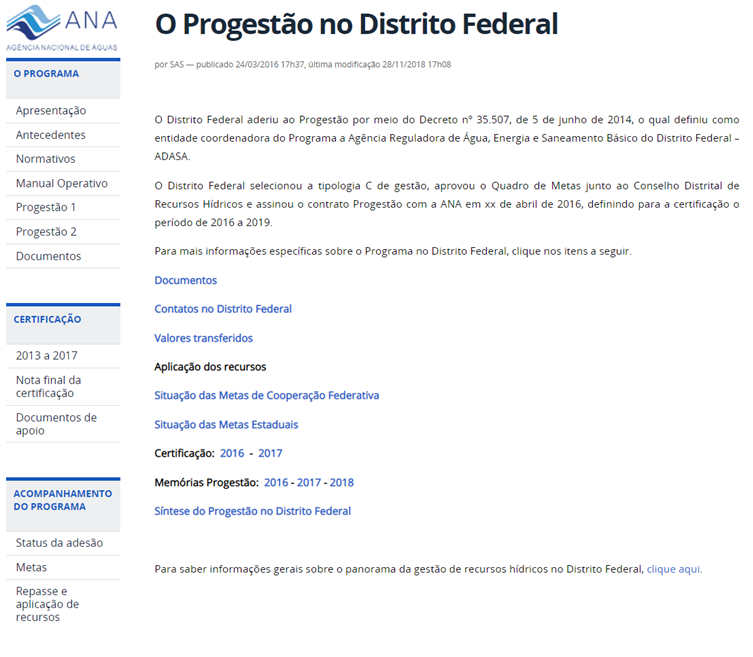 ANA
AGÊNCIA NACIONAL DE ÁGUAS
O PROGRAMA
Apresentação
Antecedentes
Normativos
Manual Operativo
Progestão 1
Progestão 2
Documentos
CERTIFICAÇÃO
2013 a 2017
Nota final da
certificação
Documentos de
apoio
ACOMPANHAMENTO
DO PROGRAMA
Status da adesão
Metas
Repasse e
aplicação de
recursos
O Progestão no Distrito Federal
por SAS — publicado 24/03/2016 17h37, última modificação 28/11/2018 17h08
O Distrito Federal aderiu ao Progestão por meio do Decreto nº 35.507, de 5 de junho de 2014, o qual definiu como
entidade coordenadora do Programa a Agência Reguladora de Água, Energia e Saneamento Básico do Distrito Federal –
ADASA.
O Distrito Federal selecionou a tipologia C de gestão, aprovou o Quadro de Metas junto ao Conselho Distrital de
Recursos Hídricos e assinou o contrato Progestão com a ANA em xx de abril de 2016, definindo para a certificação o
período de 2016 a 2019.
Para mais informações específicas sobre o Programa no Distrito Federal, clique nos itens a seguir.
Documentos
Contatos no Distrito Federal
Valores transferidos
Aplicação dos recursos
Situação das Metas de Cooperação Federativa
Situação das Metas Estaduais
Certificação: 2016 - 2017
Memórias Progestão: 2016 - 2017 - 2018
Síntese do Progestão no Distrito Federal
Para saber informações gerais sobre o panorama da gestão de recursos hídricos no Distrito Federal, clique aqui.